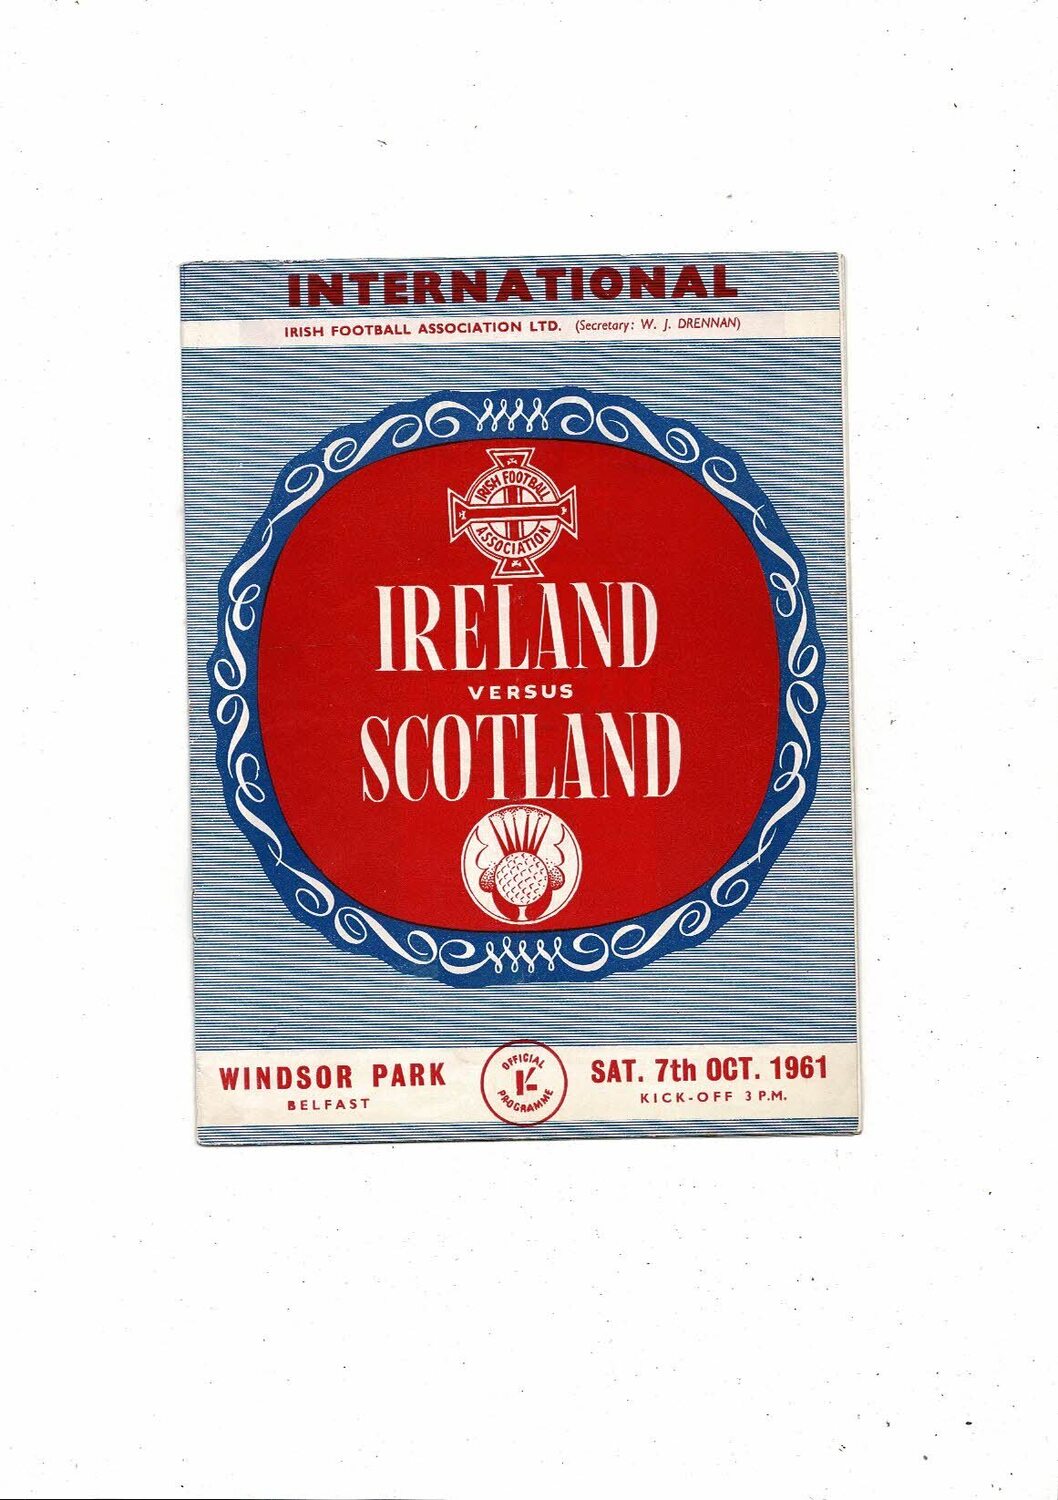 INTERNATIONAL
IRISH FOOTBALL ASSOCIATION LTD. (Secretary: W. J. DRENNAN)
IRISH FOOTBALL
ASSOCIATION
IRELAND
VERSUS
SCOTLAND
WINDSOR PARK
BELFAST
OFFICIAL
1/-
PROGRAMME
SAT. 7th OCT. 1961
KICK-OFF 3 P.M.